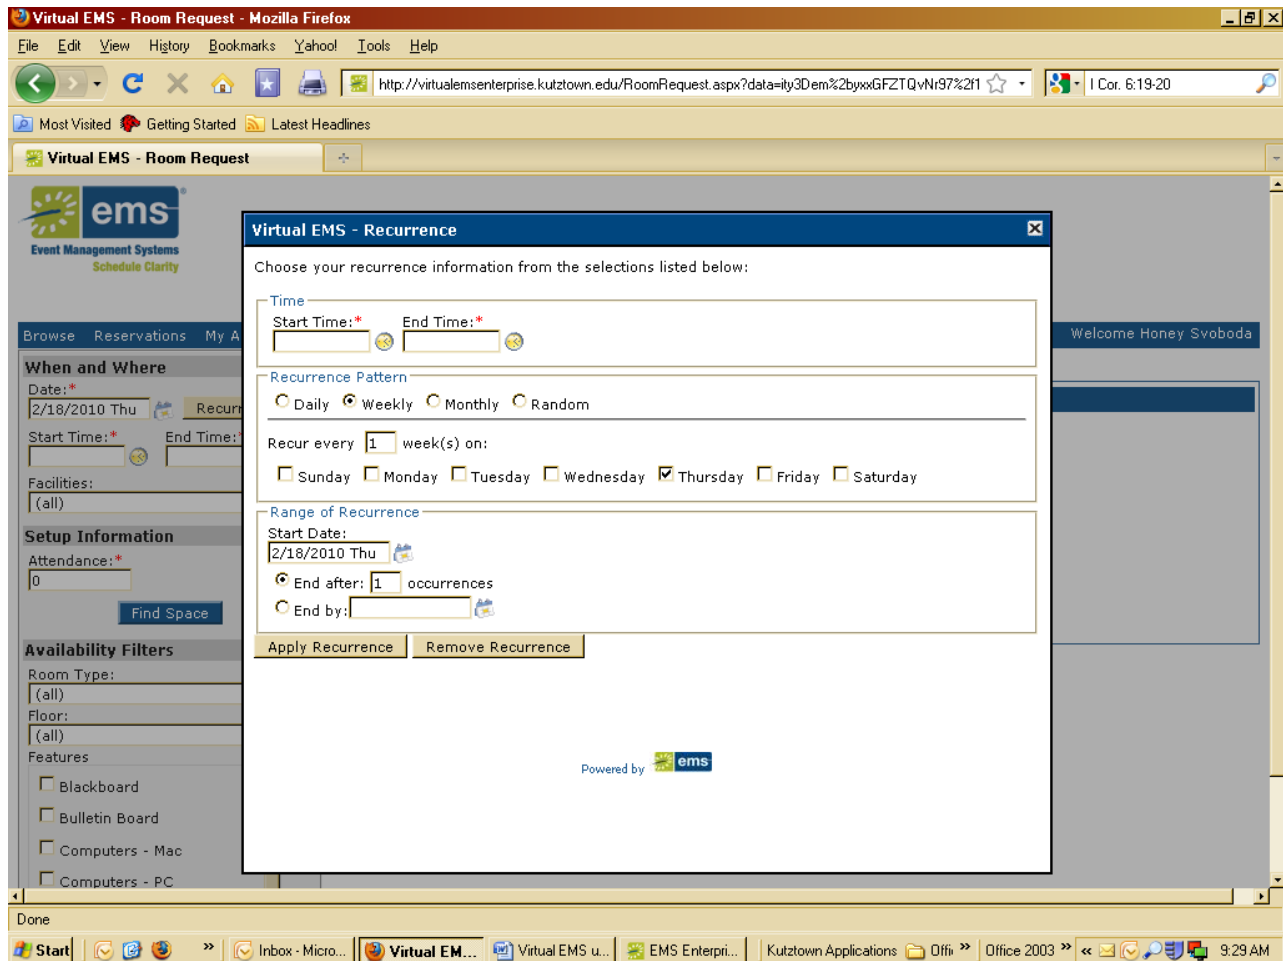 Virtual EMS - Room Request - Mozilla Firefox
File Edit View History Bookmarks Yahoo! Tools Help
http://virtualemsenterprise.kutztown.edu/RoomRequest.aspx?data=ity3Dem%2byxxGFZTQvNr97%2f1
I Cor. 6:19-20
Most Visited Getting Started Latest Headlines
Virtual EMS - Room Request
ems
Event Management Systems
Schedule Clarity
Browse Reservations My A
Welcome Honey Svoboda
When and Where
Date:*
2/18/2010 Thu Recurr
Start Time:* End Time:*
Facilities:
(all)
Setup Information
Attendance:*
0
Find Space
Availability Filters
Room Type:
(all)
Floor:
(all)
Features
Blackboard
Bulletin Board
Computers - Mac
Computers - PC
Virtual EMS - Recurrence
Choose your recurrence information from the selections listed below:
Time
Start Time:* End Time:*
Recurrence Pattern
Daily Weekly Monthly Random
Recur every 1 week(s) on:
Sunday Monday Tuesday Wednesday Thursday Friday Saturday
Range of Recurrence
Start Date:
2/18/2010 Thu
End after: 1 occurrences
End by:
Apply Recurrence Remove Recurrence
Powered by ems
Done
Start » Inbox - Micro... Virtual EM... Virtual EMS u... EMS Enterpri... Kutztown Applications Offi » Office 2003 » « 9:29 AM